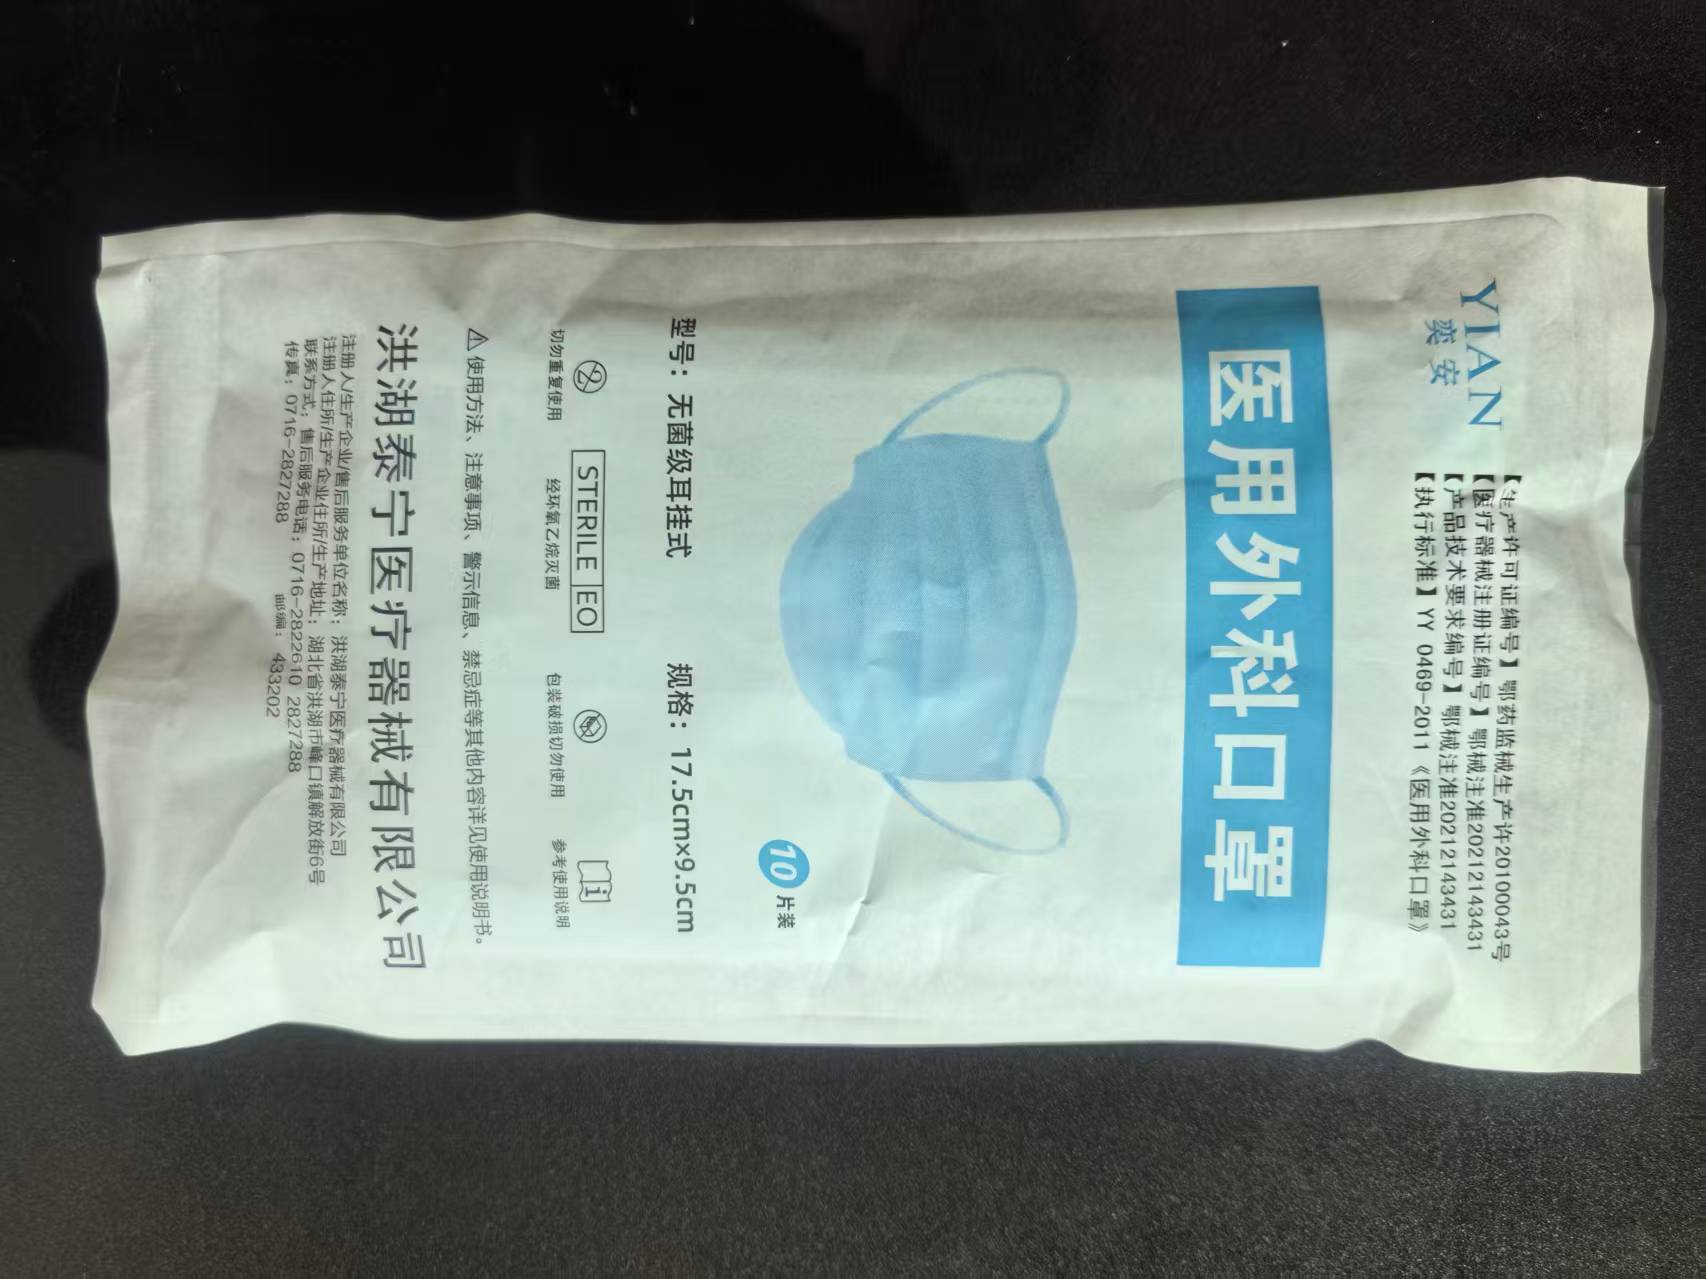 YIAN
奕安
【生产许可证编号】鄂药监械生产许20100043号
【医疗器械注册证编号】鄂械注准20212143431
【产品技术要求编号】鄂械注准20212143431
【执行标准】YY 0469-2011《医用外科口罩》
医用外科口罩
10片装
型号：无菌级耳挂式 规格：17.5cm×9.5cm
2 STERILE EO i
切勿重复使用 经环氧乙烷灭菌 包装破损切勿使用 参考使用说明
使用方法、注意事项、警示信息、禁忌症等其他内容详见使用说明书。
洪湖泰宁医疗器械有限公司
注册人/生产企业/售后服务单位名称：洪湖泰宁医疗器械有限公司
注册人住所/生产企业住所/生产地址：湖北省洪湖市峰口镇解放街6号
联系方式：售后服务电话：0716-2822610 2827288
传真：0716-2827288 邮编：433202